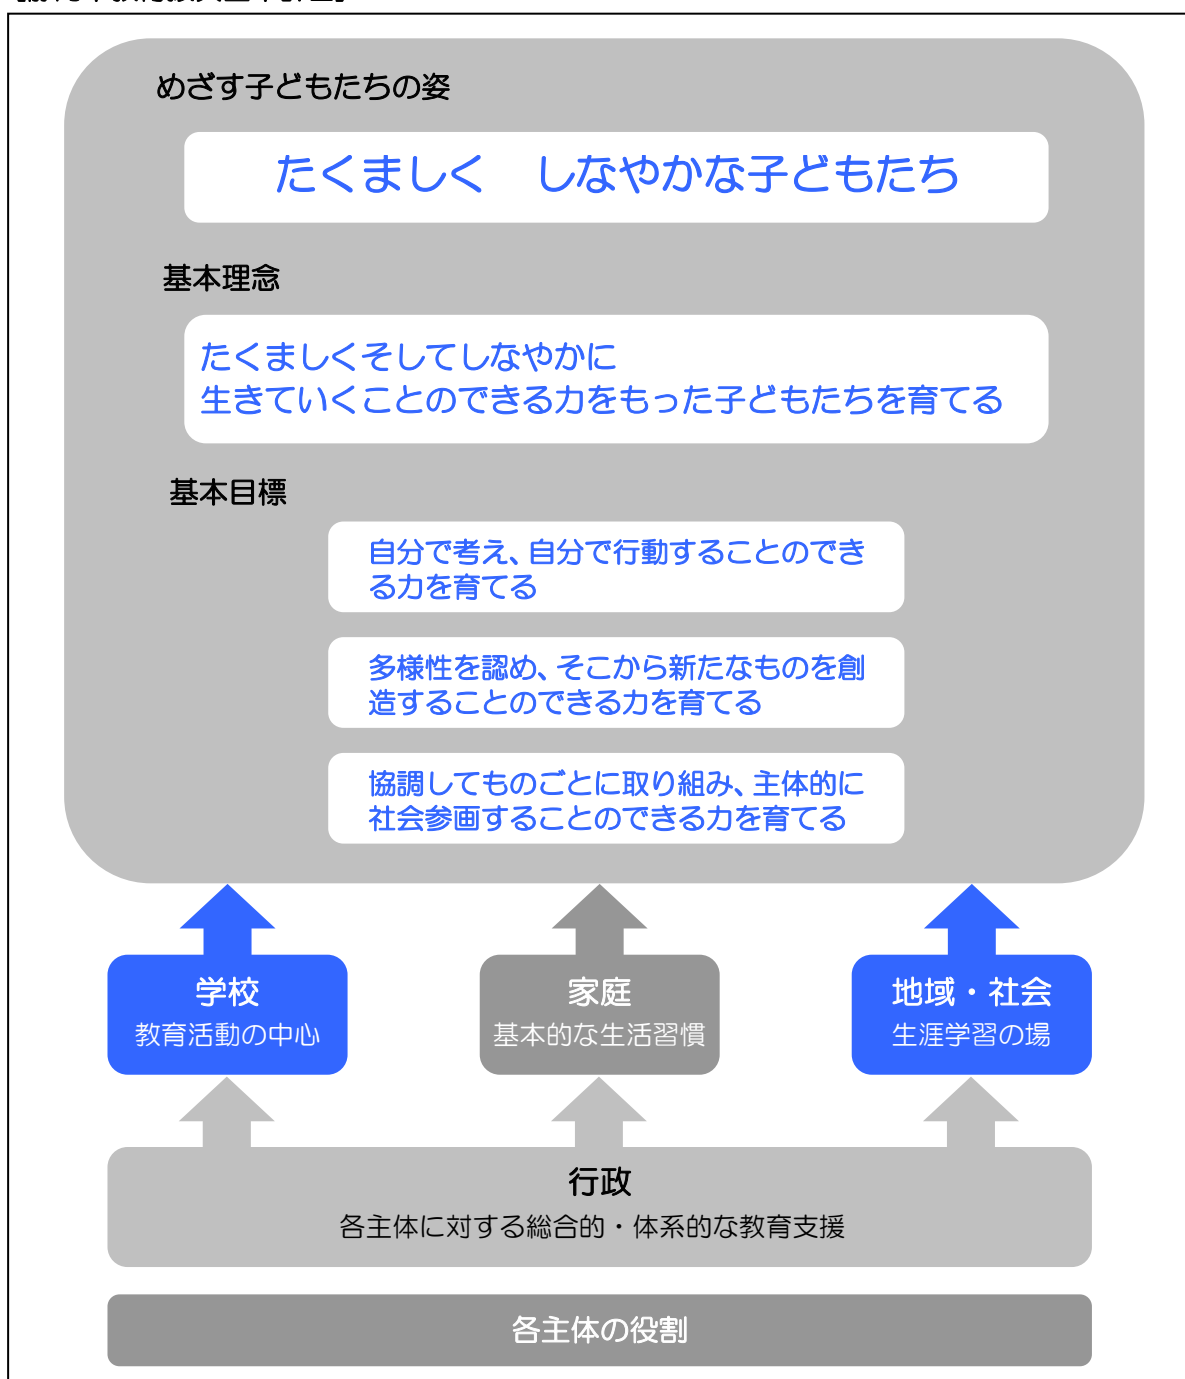 めざす子どもたちの姿
たくましく　しなやかな子どもたち
基本理念
たくましくそしてしなやかに
生きていくことのできる力をもった子どもたちを育てる
基本目標
自分で考え、自分で行動することのでき
る力を育てる
多様性を認め、そこから新たなものを創
造することのできる力を育てる
協調してものごとに取り組み、主体的に
社会参画することのできる力を育てる
学校
教育活動の中心
家庭
基本的な生活習慣
地域・社会
生涯学習の場
行政
各主体に対する総合的・体系的な教育支援
各主体の役割